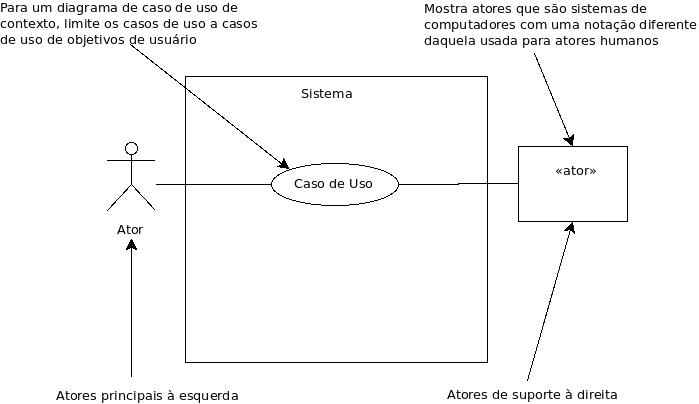 Para um diagrama de caso de uso de
contexto, limite os casos de uso a casos
de uso de objetivos de usuário
Mostra atores que são sistemas de
computadores com uma notação diferente
daquela usada para atores humanos
Sistema
«ator»
Caso de Uso
Ator
Atores principais à esquerda
Atores de suporte à direita